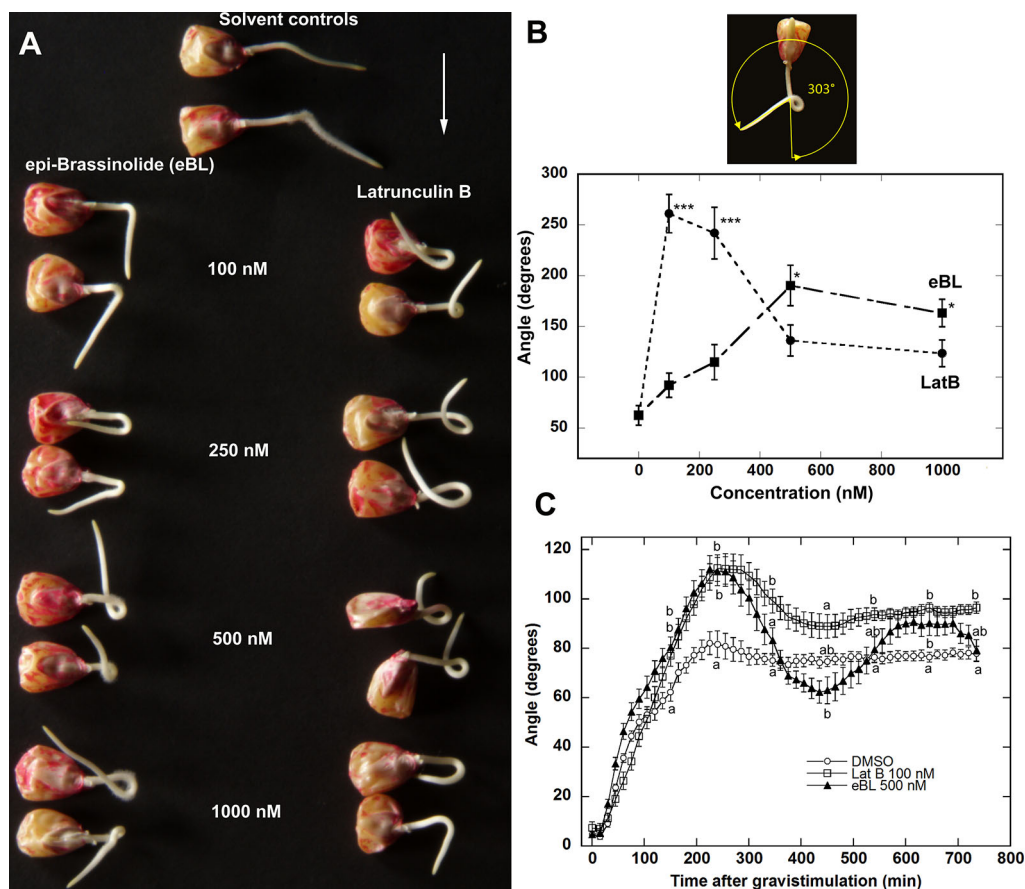 A
Solvent controls
epi-Brassinolide (eBL)
Latrunculin B
100 nM
250 nM
500 nM
1000 nM
B
303°
300
250
200
150
100
50
Angle (degrees)
***
***
*
*
eBL
LatB
0 200 400 600 800 1000
Concentration (nM)
C
120
100
80
60
40
20
0
Angle (degrees)
b
b
b
b
b
a
b
b
b
b
a
a
a
a
ab
b
ab
a
b
a
ab
a
DMSO
Lat B 100 nM
eBL 500 nM
0 100 200 300 400 500 600 700 800
Time after gravistimulation (min)